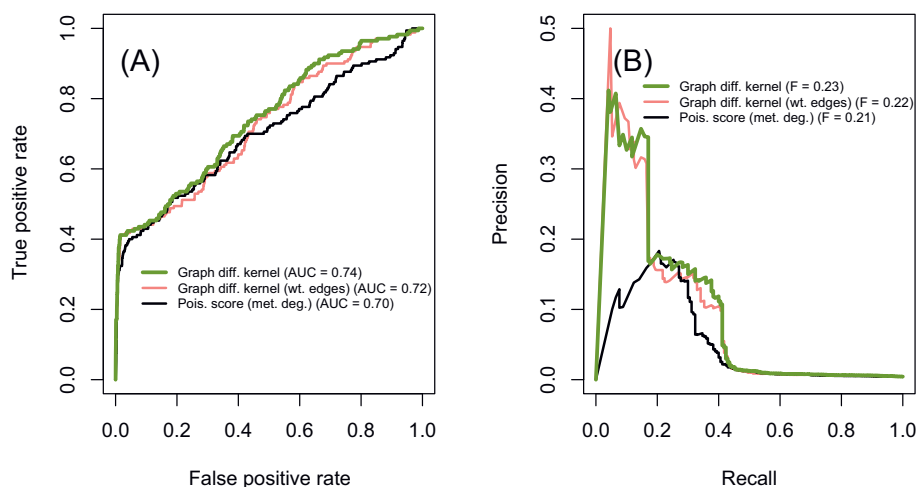 (A)
True positive rate
0.0
0.2
0.4
0.6
0.8
1.0
Graph diff. kernel (AUC = 0.74)
Graph diff. kernel (wt. edges) (AUC = 0.72)
Pois. score (met. deg.) (AUC = 0.70)
0.0 0.2 0.4 0.6 0.8 1.0
False positive rate
(B)
Precision
0.0
0.1
0.2
0.3
0.4
0.5
Graph diff. kernel (F = 0.23)
Graph diff. kernel (wt. edges) (F = 0.22)
Pois. score (met. deg.) (F = 0.21)
0.0 0.2 0.4 0.6 0.8 1.0
Recall